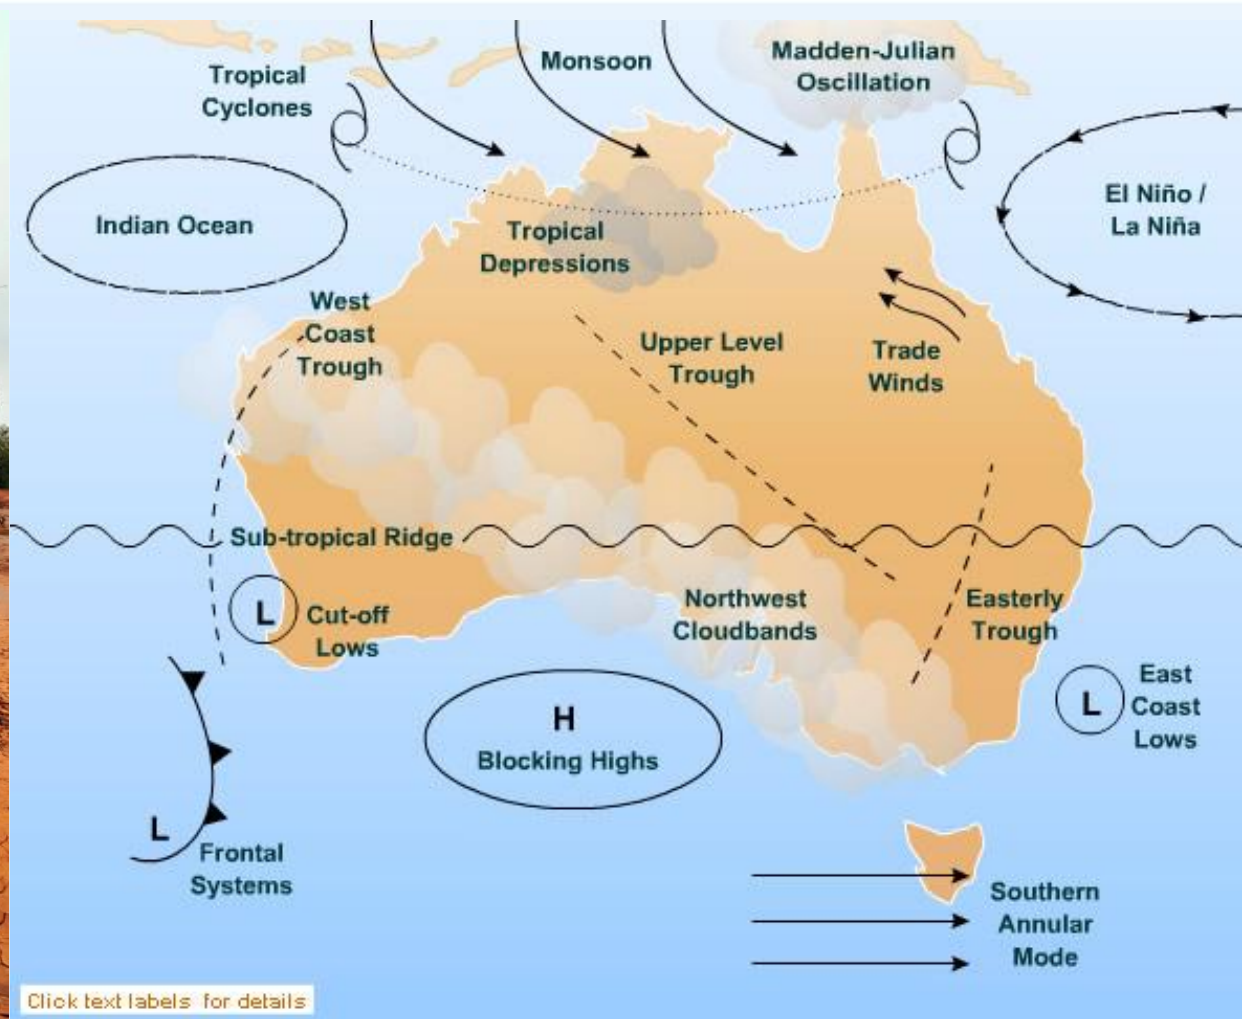 Madden-Julian
Oscillation
Monsoon
Tropical
Cyclones
El Niño /
La Niña
Indian Ocean
Tropical
Depressions
West
Coast
Trough
Upper Level
Trough
Trade
Winds
Sub-tropical Ridge
L
Cut-off
Lows
Northwest
Cloudbands
Easterly
Trough
H
Blocking Highs
L
East
Coast
Lows
L
Frontal
Systems
Southern
Annular
Mode
Click text labels for details